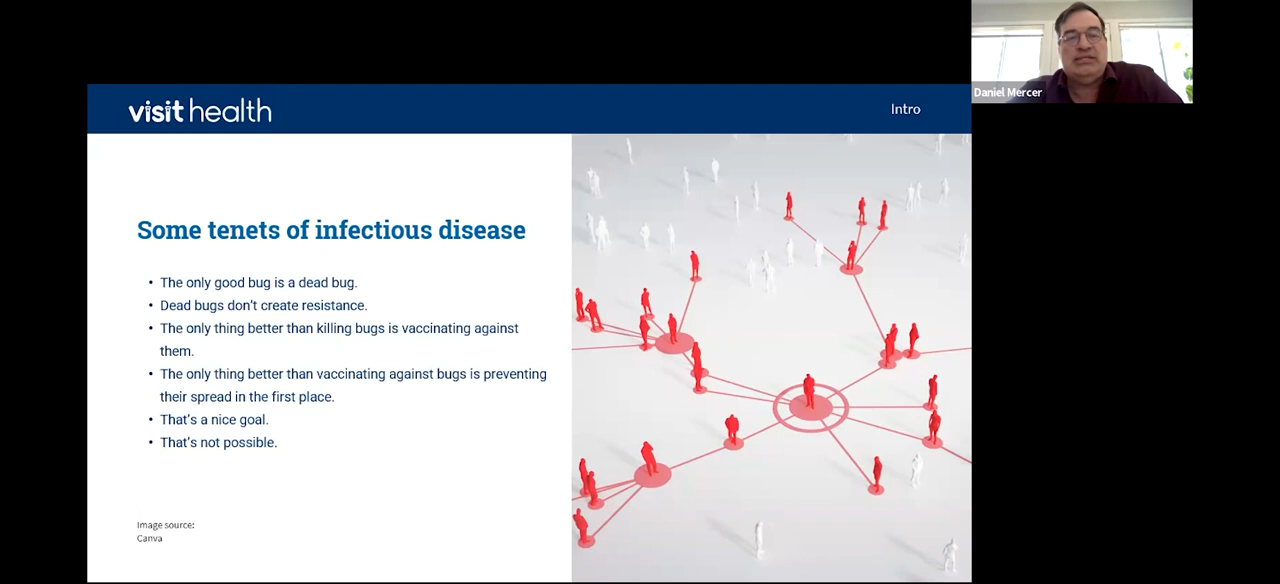 Daniel Mercer
visit health
Intro
Some tenets of infectious disease
• The only good bug is a dead bug.
• Dead bugs don't create resistance.
• The only thing better than killing bugs is vaccinating against
them.
• The only thing better than vaccinating against bugs is preventing
their spread in the first place.
• That's a nice goal.
• That's not possible.
Image source:
Canva